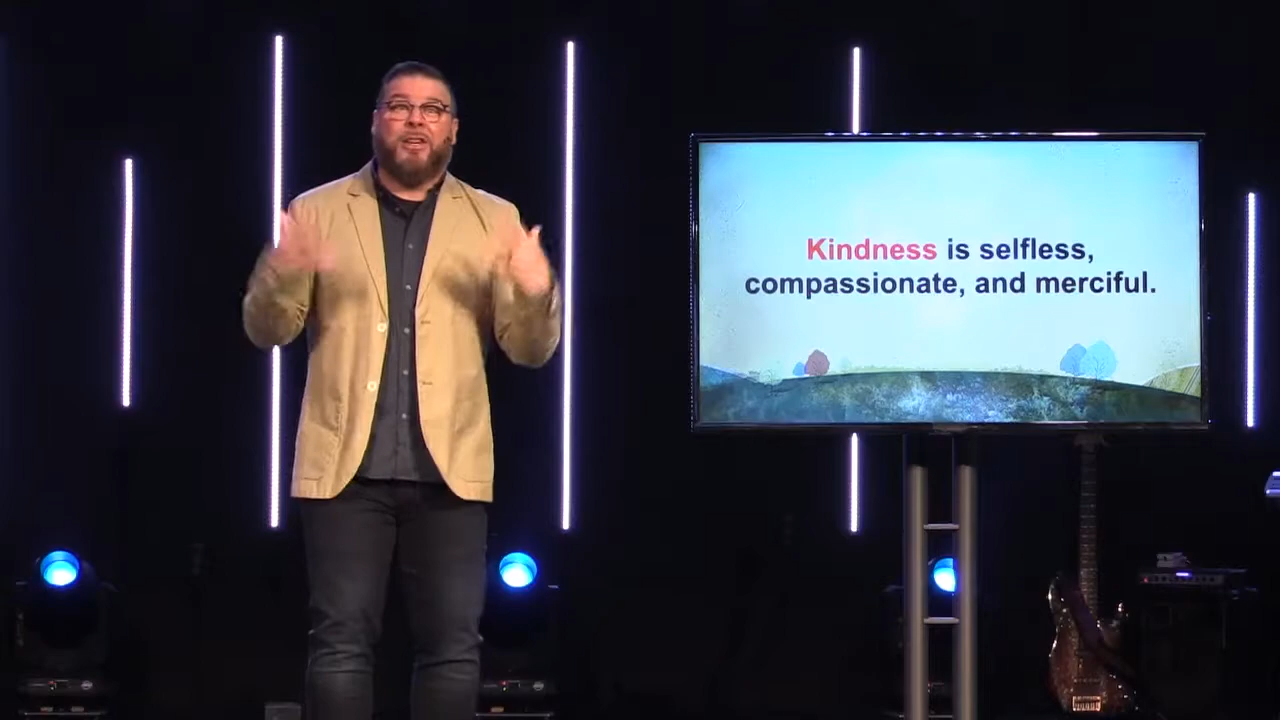 Kindness is selfless,
compassionate, and merciful.